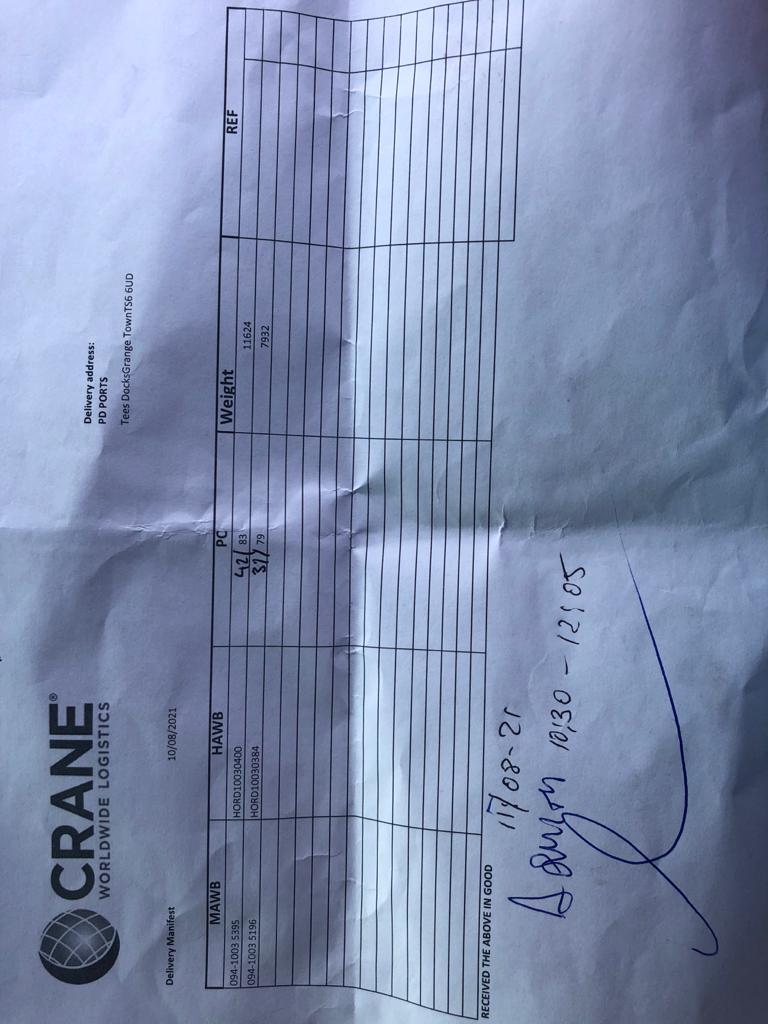 CRANE®
WORLDWIDE LOGISTICS
Delivery address:
PD PORTS
Tees DocksGrange TownTS6 6UD
Delivery Manifest 10/08/2021
MAWB HAWB PC Weight REF
094-1003 5395 HORD10030400 42/ 83 11624
094-1003 5196 HORD10030384 37/ 79 7932
RECEIVED THE ABOVE IN GOOD
11/08-21
10:30 - 12:05